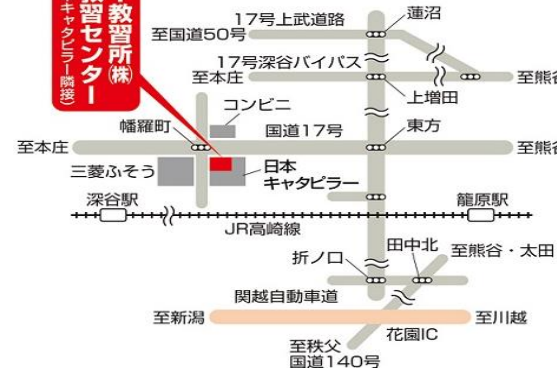 教習所㈱
教習センター
キャタピラー隣接)
17号上武道路
蓮沼
至国道50号
17号深谷バイパス
至本庄
至熊谷
上増田
コンビニ
幡羅町
国道17号
東方
至本庄
至熊谷
三菱ふそう
日本
キャタピラー
深谷駅
籠原駅
JR高崎線
折ノ口
田中北
至熊谷・太田
関越自動車道
至新潟
至川越
花園IC
至秩父
国道140号